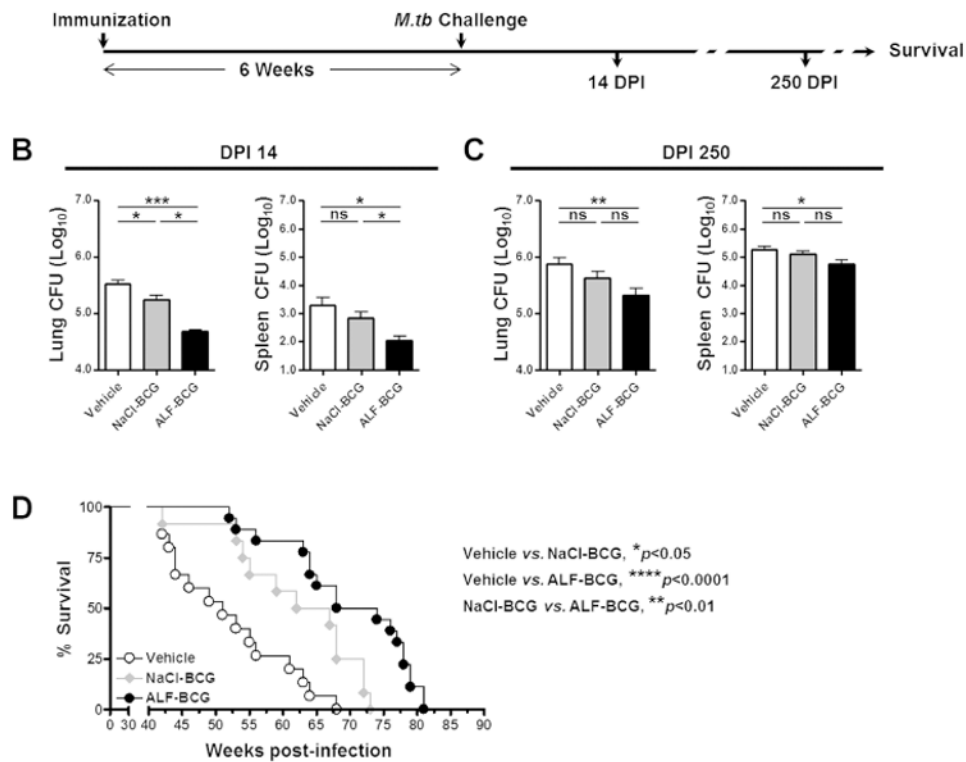 Immunization
M.tb Challenge
6 Weeks
14 DPI
250 DPI
Survival
B
DPI 14
Lung CFU (Log10)
7.0
6.0
5.0
4.0
***
* *
Vehicle
NaCl-BCG
ALF-BCG
Spleen CFU (Log10)
7.0
6.0
5.0
4.0
3.0
2.0
1.0
*
ns *
Vehicle
NaCl-BCG
ALF-BCG
C
DPI 250
Lung CFU (Log10)
7.0
6.0
5.0
4.0
**
ns ns
Vehicle
NaCl-BCG
ALF-BCG
Spleen CFU (Log10)
7.0
6.0
5.0
4.0
3.0
2.0
1.0
*
ns ns
Vehicle
NaCl-BCG
ALF-BCG
D
% Survival
100
75
50
25
0
Vehicle
NaCl-BCG
ALF-BCG
0 30 40 45 50 55 60 65 70 75 80 85 90
Weeks post-infection
Vehicle vs. NaCl-BCG, *p<0.05
Vehicle vs. ALF-BCG, ****p<0.0001
NaCl-BCG vs. ALF-BCG, **p<0.01